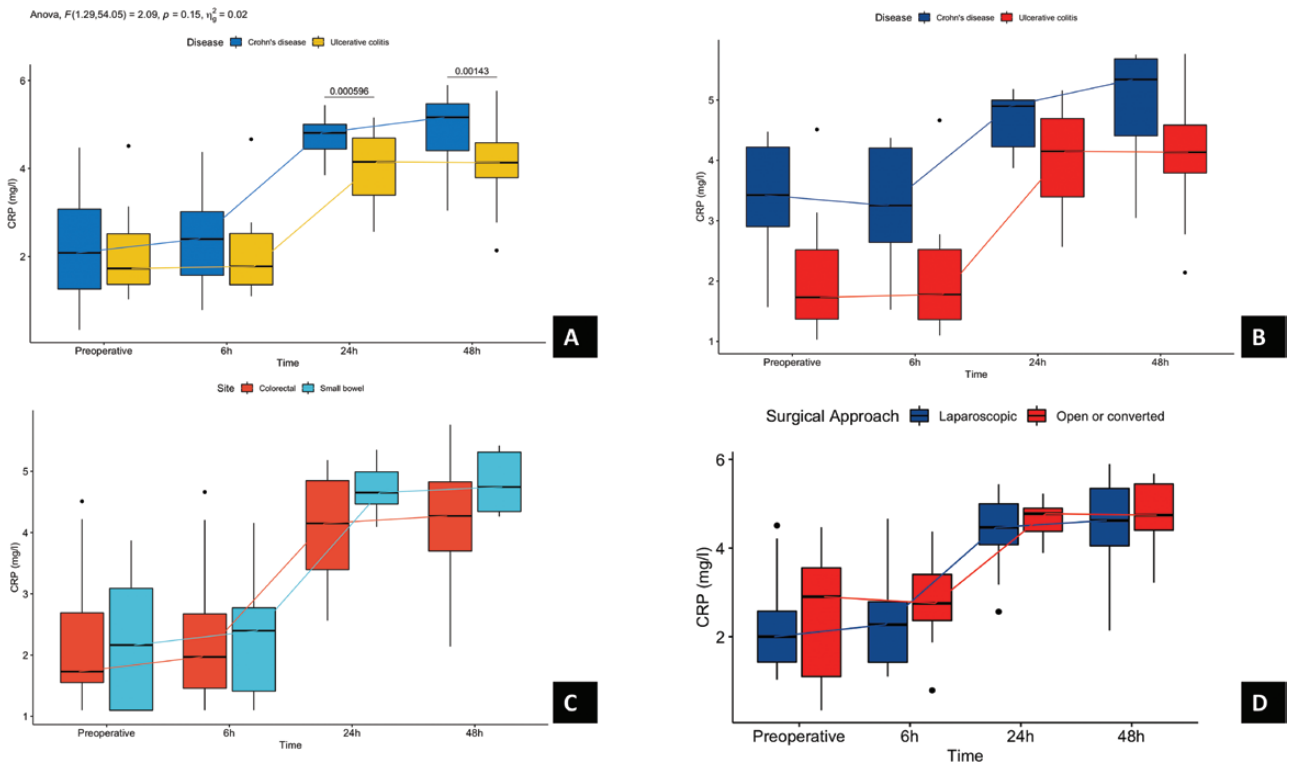 Anova, F(1.29,54.05) = 2.09, p = 0.15, η²g = 0.02
Disease Crohn's disease Ulcerative colitis
0.000596
0.00143
6
4
2
CRP (mg/l)
Preoperative 6h 24h 48h
Time
A
Disease Crohn's disease Ulcerative colitis
5
4
3
2
1
CRP (mg/l)
Preoperative 6h 24h 48h
Time
B
Site Colorectal Small bowel
5
4
3
2
1
CRP (mg/l)
Preoperative 6h 24h 48h
Time
C
Surgical Approach Laparoscopic Open or converted
6
4
2
CRP (mg/l)
Preoperative 6h 24h 48h
Time
D